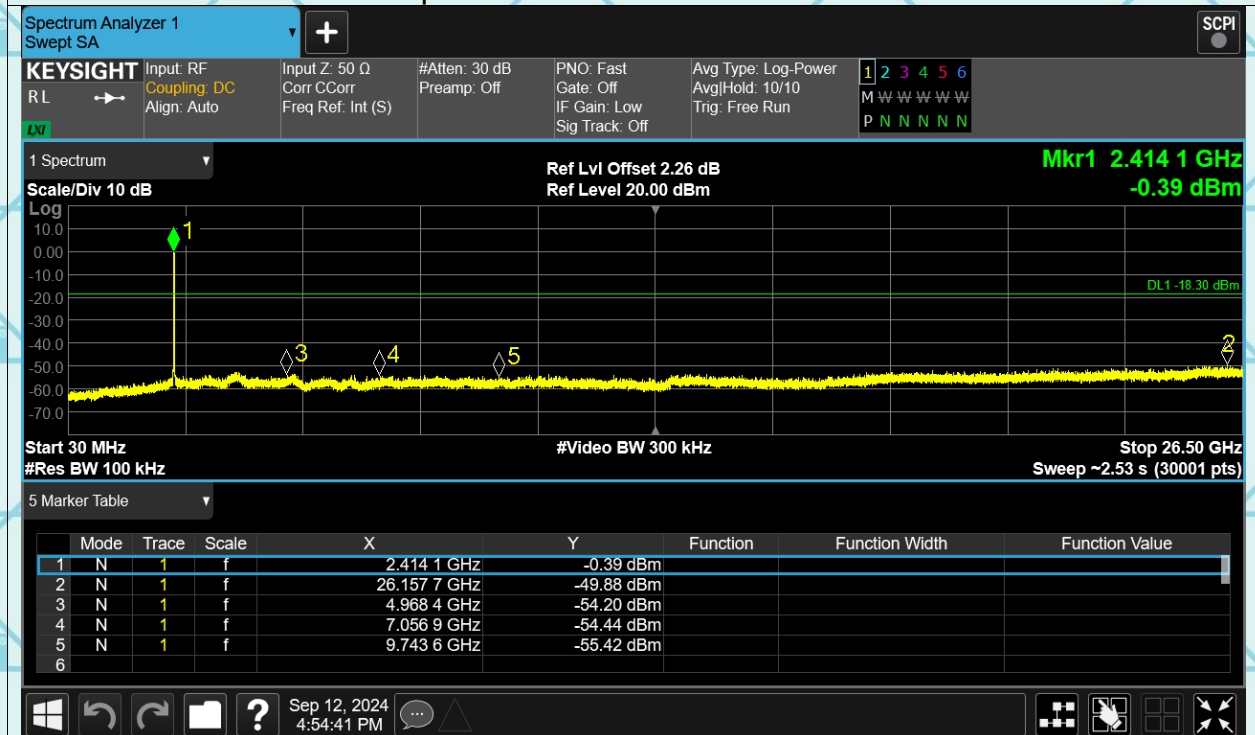 Spectrum Analyzer 1
Swept SA
+
SCPI
KEYSIGHT
RL
LXI
Input: RF
Coupling: DC
Align: Auto
Input Z: 50 Ω
Corr CCorr
Freq Ref: Int (S)
#Atten: 30 dB
Preamp: Off
PNO: Fast
Gate: Off
IF Gain: Low
Sig Track: Off
Avg Type: Log-Power
Avg|Hold: 10/10
Trig: Free Run
1 2 3 4 5 6
M W W W W W
P N N N N N
1 Spectrum
Scale/Div 10 dB
Ref Lvl Offset 2.26 dB
Ref Level 20.00 dBm
Mkr1 2.414 1 GHz
-0.39 dBm
Log
10.0
0.00
-10.0
-20.0
-30.0
-40.0
-50.0
-60.0
-70.0
1
3
4
5
2
DL1 -18.30 dBm
Start 30 MHz
#Video BW 300 kHz
Stop 26.50 GHz
#Res BW 100 kHz
Sweep ~2.53 s (30001 pts)
5 Marker Table
Mode Trace Scale X Y Function Function Width Function Value
1 N 1 f 2.414 1 GHz -0.39 dBm
2 N 1 f 26.157 7 GHz -49.88 dBm
3 N 1 f 4.968 4 GHz -54.20 dBm
4 N 1 f 7.056 9 GHz -54.44 dBm
5 N 1 f 9.743 6 GHz -55.42 dBm
6
?
Sep 12, 2024
4:54:41 PM